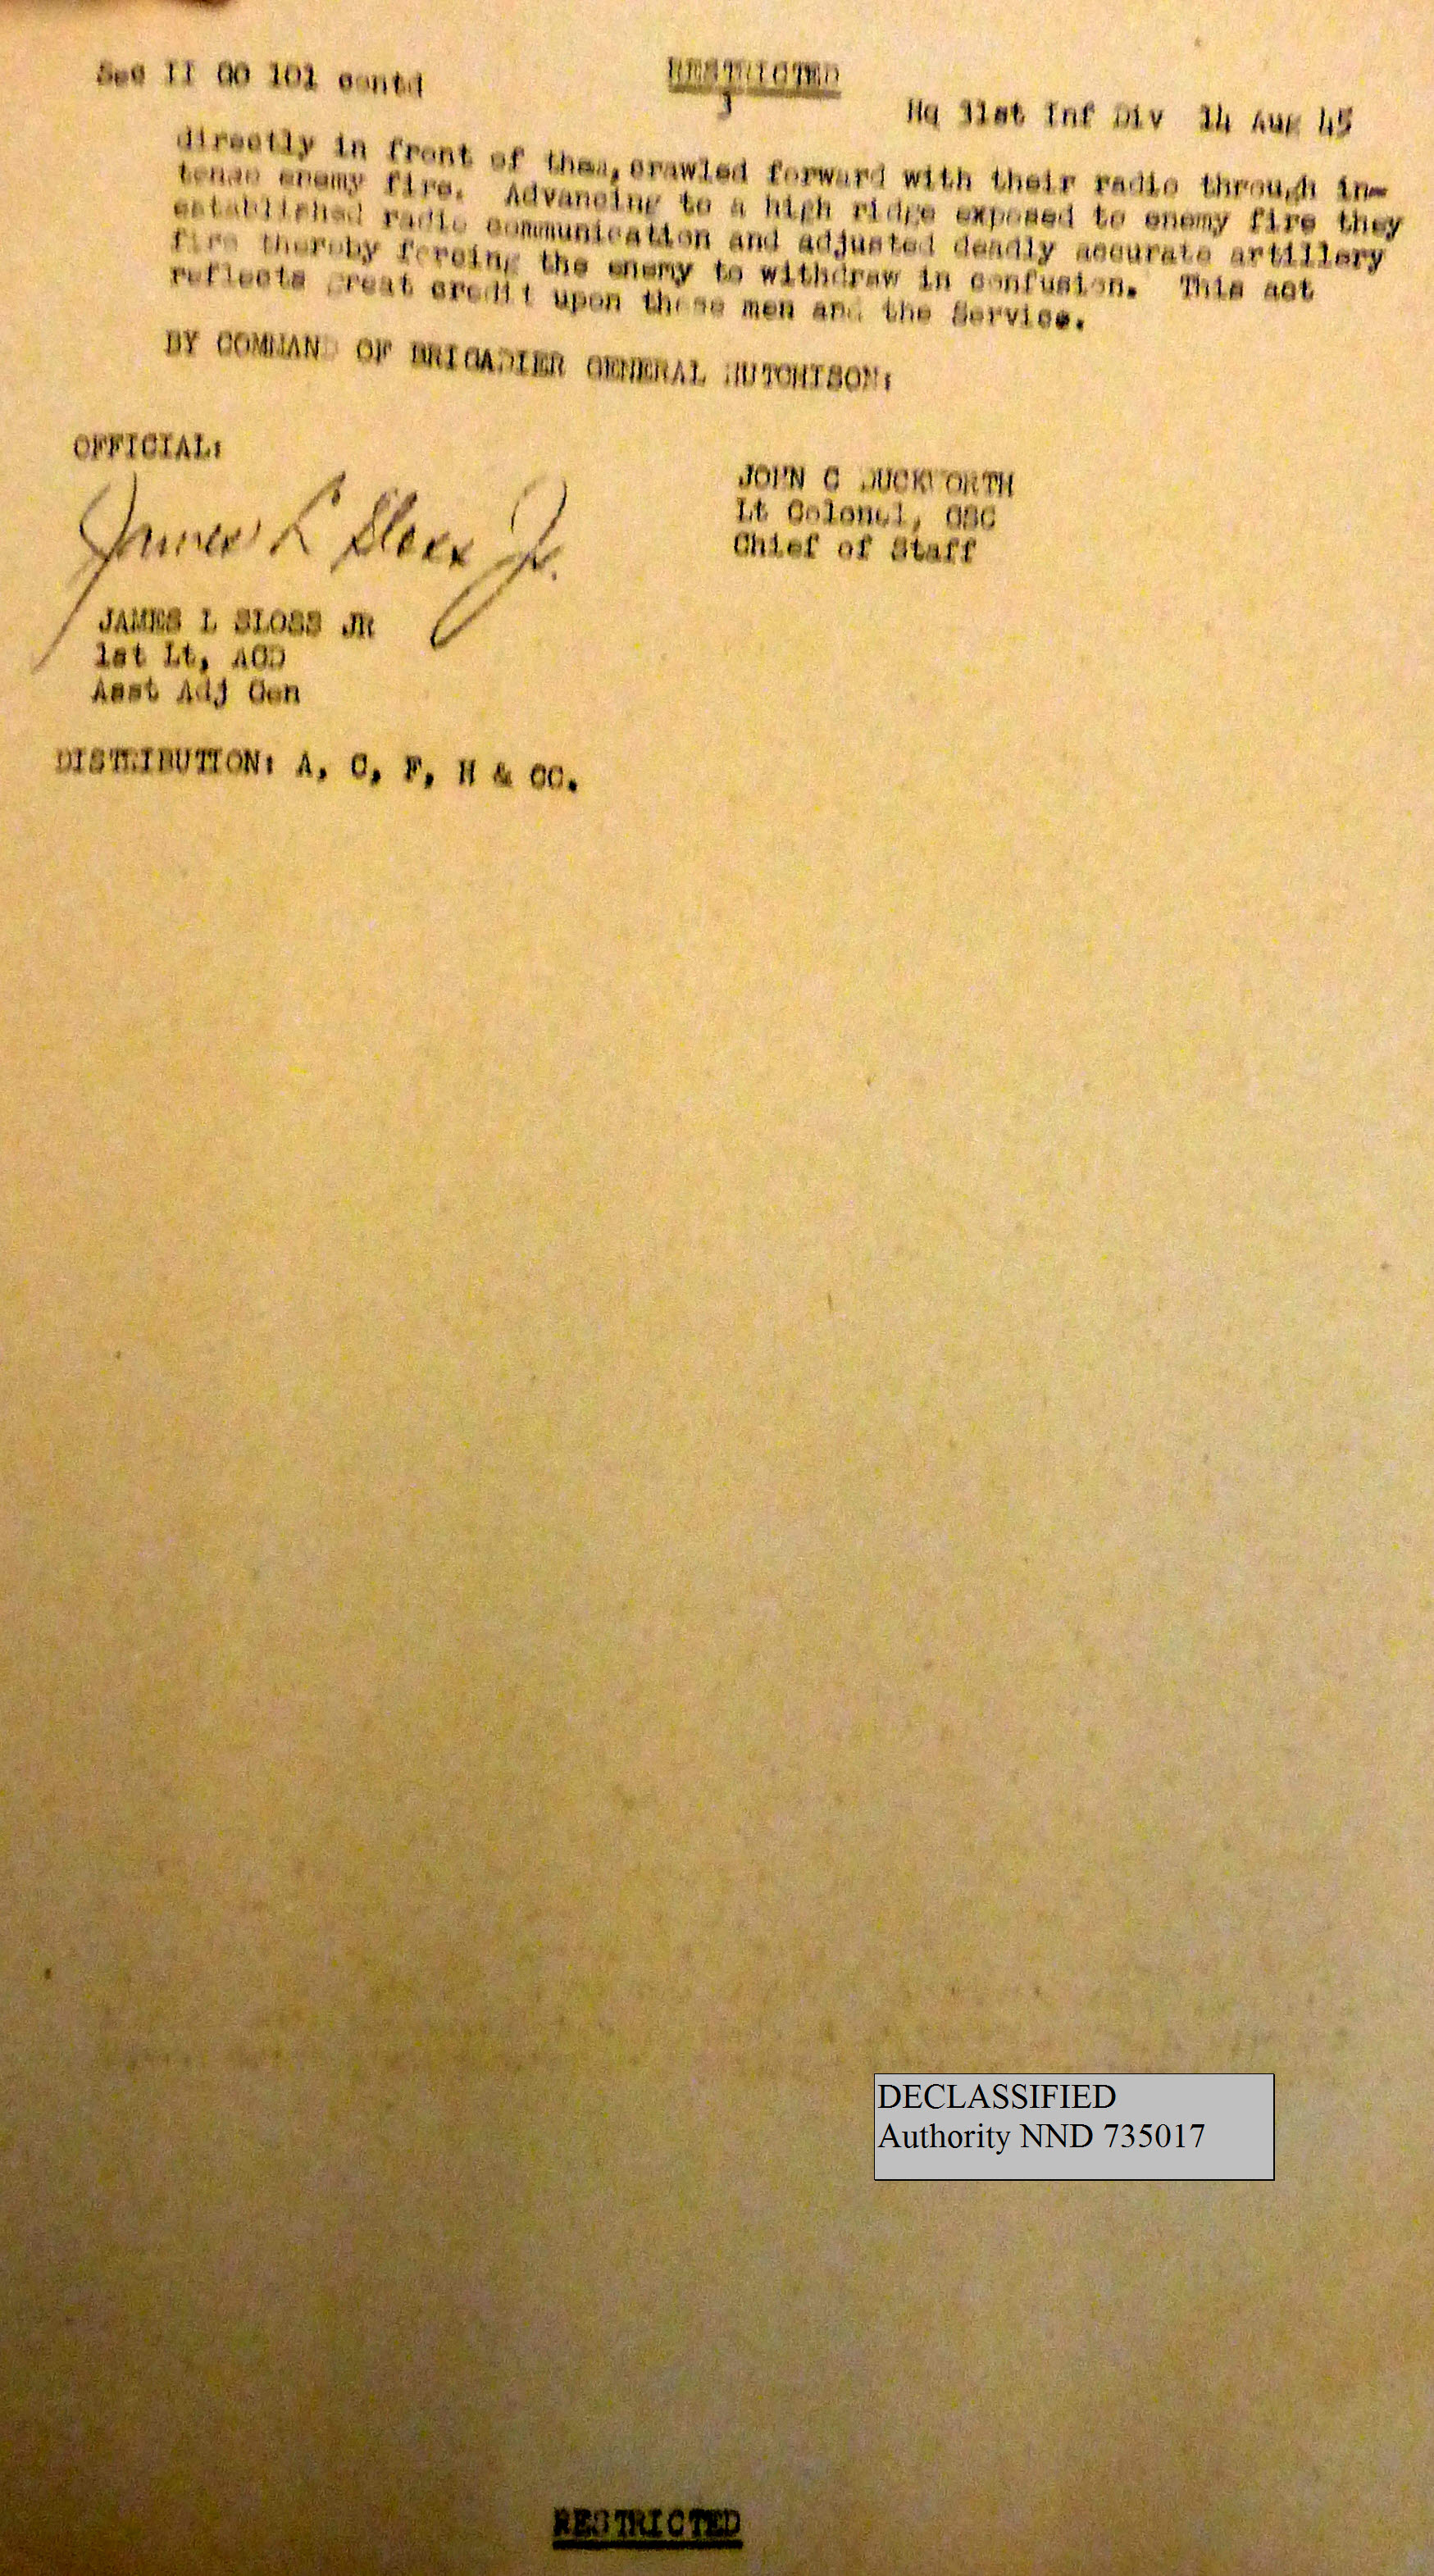 Sec II GO 101 contd
RESTRICTED
3
Hq 31st Inf Div 14 Aug 45
directly in front of them, crawled forward with their radio through in-
tense enemy fire. Advancing to a high ridge exposed to enemy fire they
established radio communication and adjusted deadly accurate artillery
fire thereby forcing the enemy to withdraw in confusion. This act
reflects great credit upon these men and the Service.
BY COMMAND OF BRIGADIER GENERAL HUTCHISON:
OFFICIAL:
James L Sloss Jr.
JOHN C DUCKWORTH
Lt Colonel, GSC
Chief of Staff
JAMES L SLOSS JR
1st Lt, AGD
Asst Adj Gen
DISTRIBUTION: A, C, F, H & CC.
DECLASSIFIED
Authority NND 735017
RESTRICTED